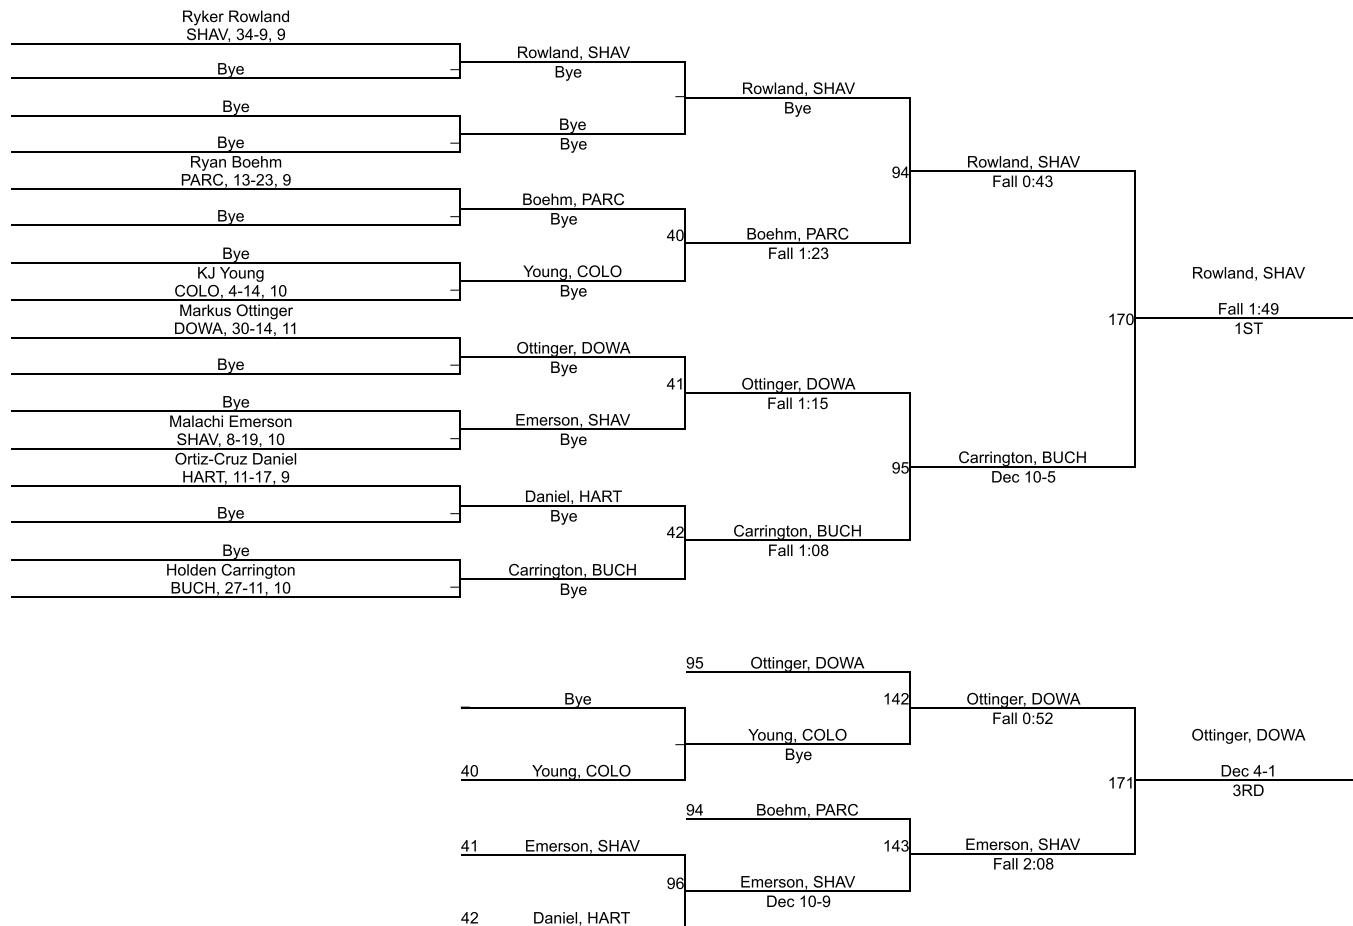 Ryker Rowland
SHAV, 34-9, 9
Bye
Bye
Bye
Ryan Boehm
PARC, 13-23, 9
Bye
Bye
KJ Young
COLO, 4-14, 10
Markus Ottinger
DOWA, 30-14, 11
Bye
Bye
Malachi Emerson
SHAV, 8-19, 10
Ortiz-Cruz Daniel
HART, 11-17, 9
Bye
Bye
Holden Carrington
BUCH, 27-11, 10
Rowland, SHAV
Bye
Bye
Bye
Boehm, PARC
Bye
40
Young, COLO
Bye
Ottinger, DOWA
Bye
41
Emerson, SHAV
Bye
Daniel, HART
Bye
42
Carrington, BUCH
Bye
Rowland, SHAV
Bye
94
Boehm, PARC
Fall 1:23
Ottinger, DOWA
Fall 1:15
95
Carrington, BUCH
Fall 1:08
Rowland, SHAV
Fall 0:43
170
Carrington, BUCH
Dec 10-5
Rowland, SHAV
Fall 1:49
1ST
Bye
40 Young, COLO
41 Emerson, SHAV
96
42 Daniel, HART
95 Ottinger, DOWA
142
Young, COLO
Bye
94 Boehm, PARC
143
Emerson, SHAV
Dec 10-9
Ottinger, DOWA
Fall 0:52
171
Emerson, SHAV
Fall 2:08
Ottinger, DOWA
Dec 4-1
3RD